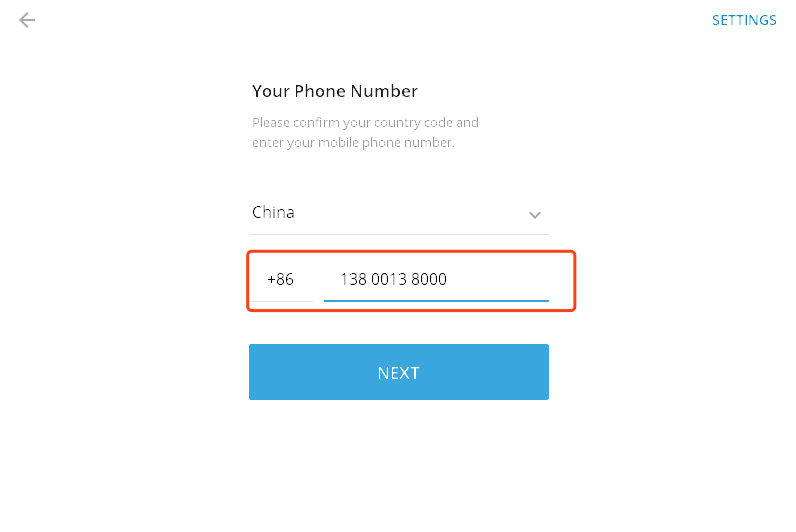 SETTINGS
Your Phone Number
Please confirm your country code and
enter your mobile phone number.
China
+86 138 0013 8000
NEXT